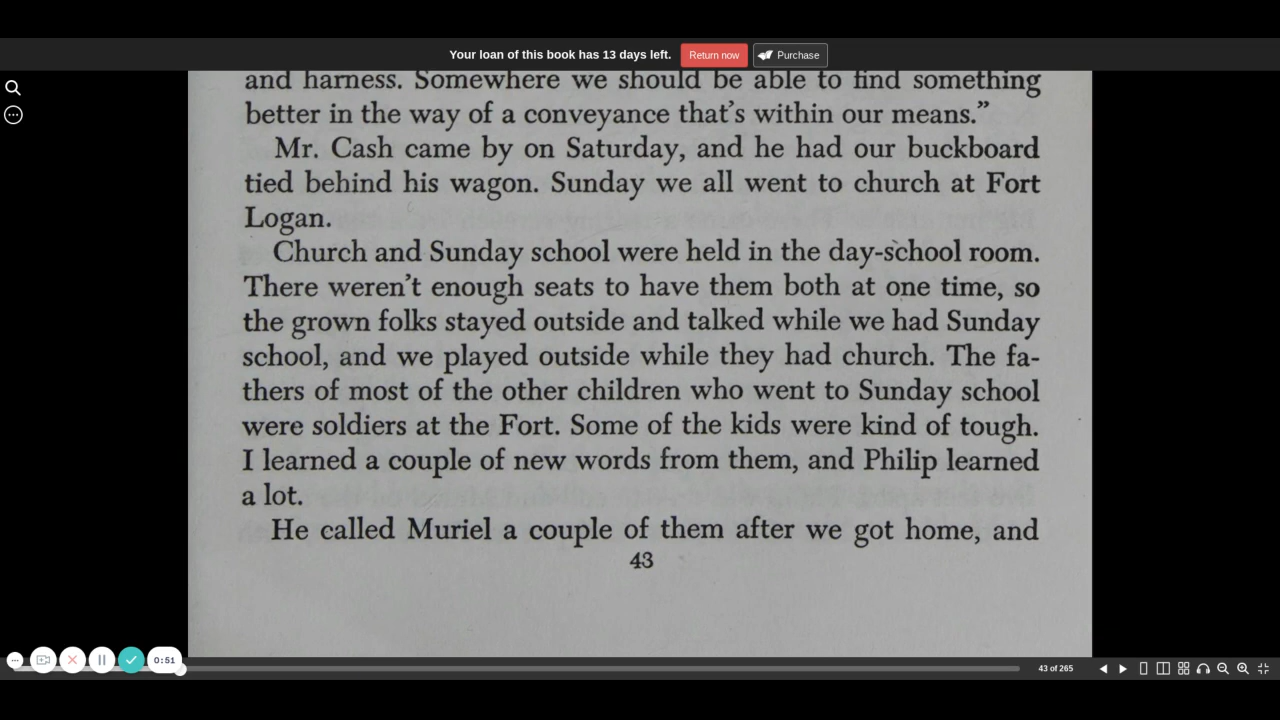 Your loan of this book has 13 days left. Return now Purchase
and harness. Somewhere we should be able to find something
better in the way of a conveyance that's within our means."
Mr. Cash came by on Saturday, and he had our buckboard
tied behind his wagon. Sunday we all went to church at Fort
Logan.
Church and Sunday school were held in the day-school room.
There weren't enough seats to have them both at one time, so
the grown folks stayed outside and talked while we had Sunday
school, and we played outside while they had church. The fa-
thers of most of the other children who went to Sunday school
were soldiers at the Fort. Some of the kids were kind of tough.
I learned a couple of new words from them, and Philip learned
a lot.
He called Muriel a couple of them after we got home, and
43
0:51
43 of 265